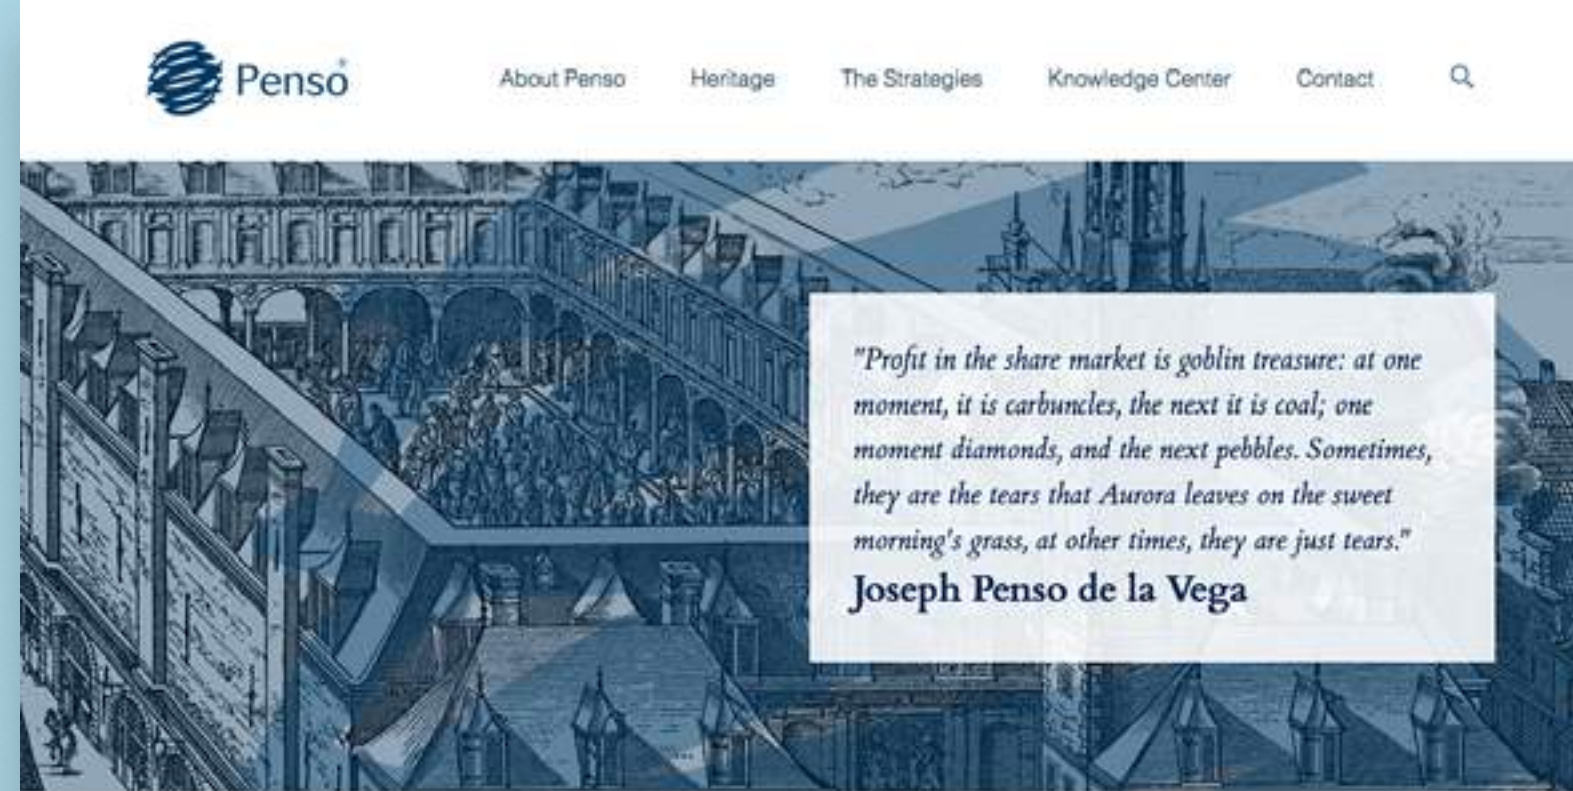 Penso®
About Penso
Heritage
The Strategies
Knowledge Center
Contact
"Profit in the share market is goblin treasure: at one
moment, it is carbuncles, the next it is coal; one
moment diamonds, and the next pebbles. Sometimes,
they are the tears that Aurora leaves on the sweet
morning's grass, at other times, they are just tears."
Joseph Penso de la Vega